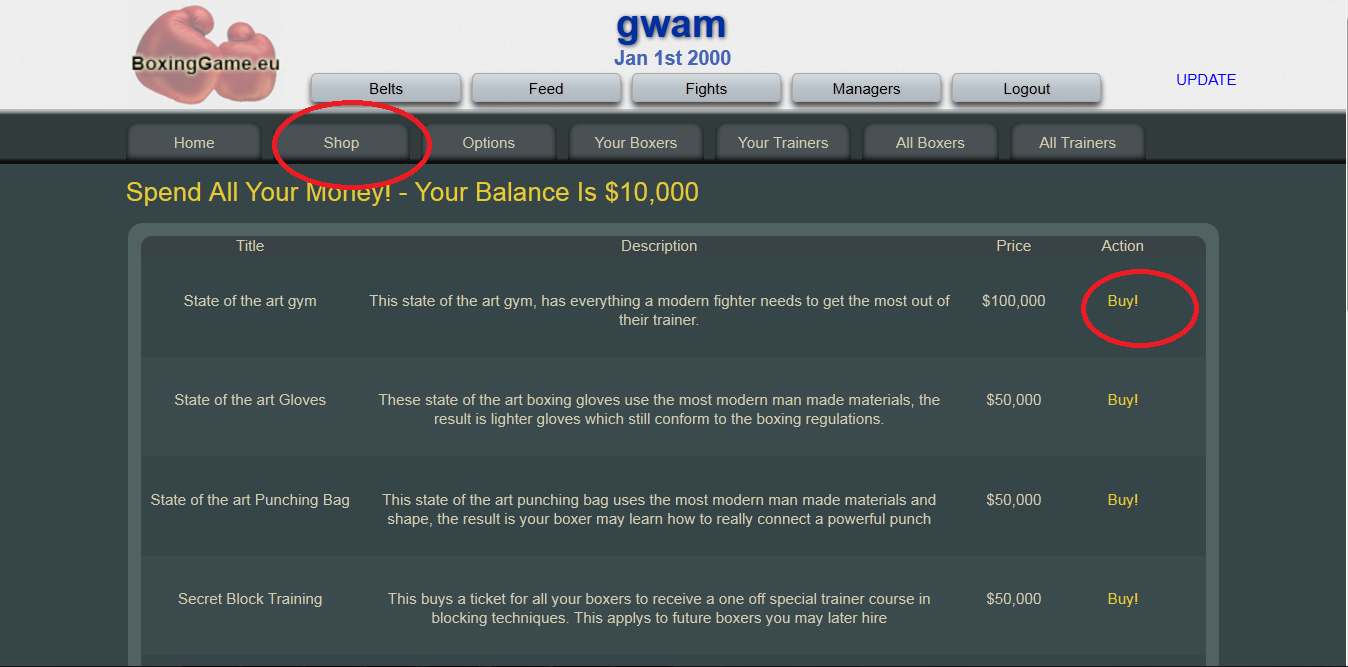 BoxingGame.eu
gwam
Jan 1st 2000
Belts Feed Fights Managers Logout
UPDATE
Home Shop Options Your Boxers Your Trainers All Boxers All Trainers
Spend All Your Money! - Your Balance Is $10,000
Title Description Price Action
State of the art gym This state of the art gym, has everything a modern fighter needs to get the most out of $100,000 Buy!
their trainer.
State of the art Gloves These state of the art boxing gloves use the most modern man made materials, the $50,000 Buy!
result is lighter gloves which still conform to the boxing regulations.
State of the art Punching Bag This state of the art punching bag uses the most modern man made materials and $50,000 Buy!
shape, the result is your boxer may learn how to really connect a powerful punch
Secret Block Training This buys a ticket for all your boxers to receive a one off special trainer course in $50,000 Buy!
blocking techniques. This applys to future boxers you may later hire